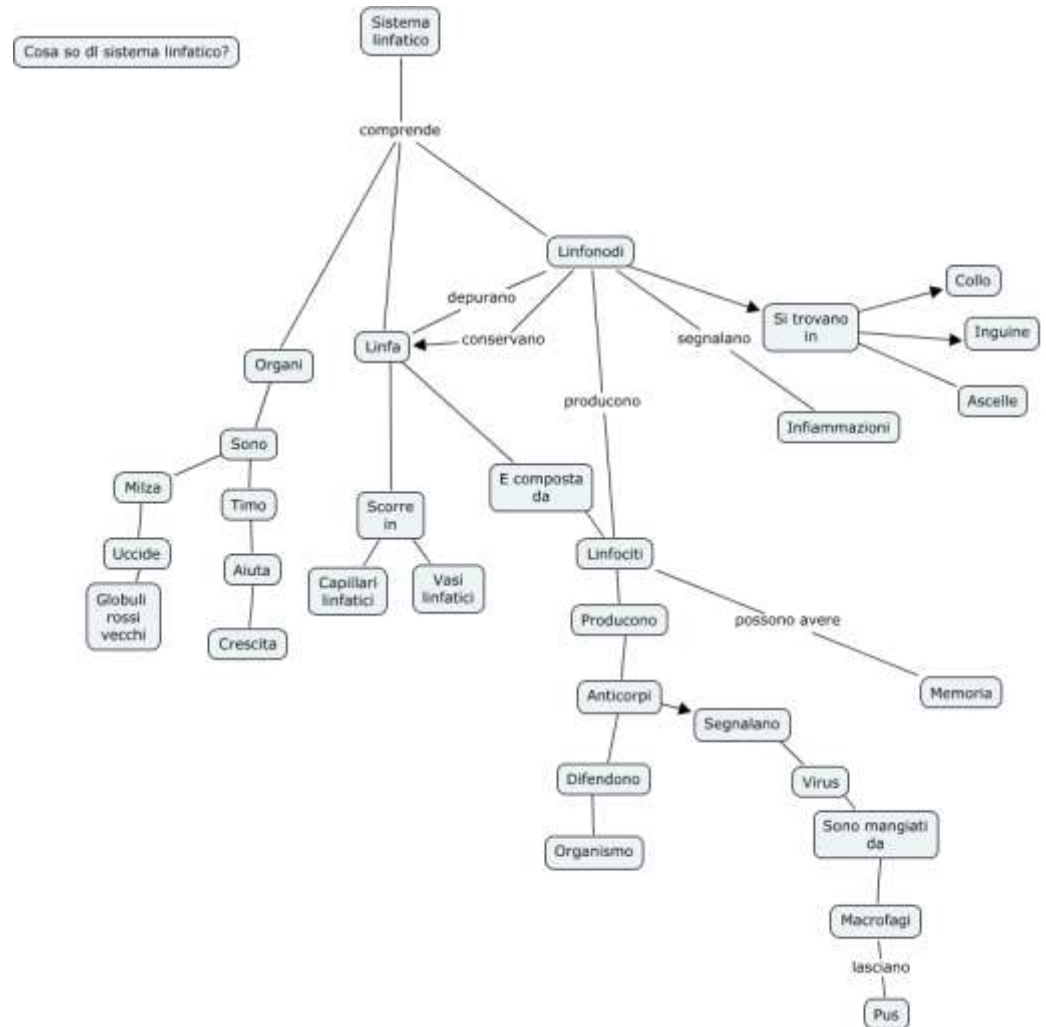 Sistema
linfatico
Cosa so dl sistema linfatico?
comprende
Linfonodi
Collo
depurano
Si trovano
in
Linfa
conservano
segnalano
Inguine
Organi
Ascelle
producono
Infiammazioni
Sono
E composta
da
Milza
Timo
Scorre
in
Uccide
Linfociti
Aiuta
Capillari
linfatici
Vasi
linfatici
Globuli
rossi
vecchi
Producono
possono avere
Crescita
Anticorpi
Memoria
Segnalano
Difendono
Virus
Sono mangiati
da
Organismo
Macrofagi
lasciano
Pus